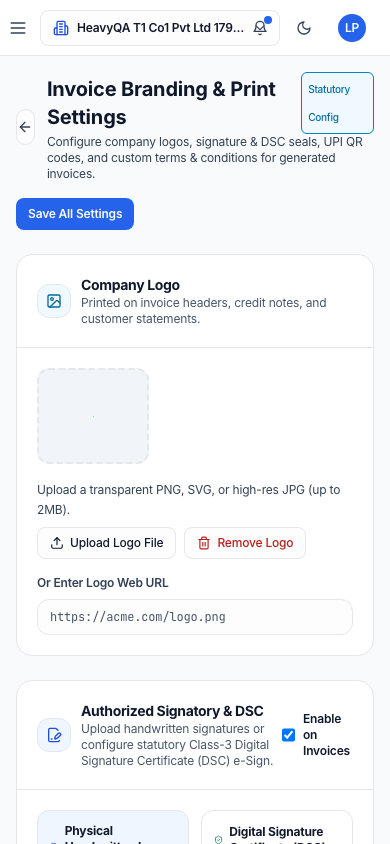 HeavyQA T1 Co1 Pvt Ltd 179...
LP
Invoice Branding & Print
Settings
Statutory
Config
Configure company logos, signature & DSC seals, UPI QR
codes, and custom terms & conditions for generated
invoices.
Save All Settings
Company Logo
Printed on invoice headers, credit notes, and
customer statements.
Upload a transparent PNG, SVG, or high-res JPG (up to
2MB).
Upload Logo File
Remove Logo
Or Enter Logo Web URL
https://acme.com/logo.png
Authorized Signatory & DSC
Upload handwritten signatures or
configure statutory Class-3 Digital
Signature Certificate (DSC) e-Sign.
Enable
on
Invoices
Physical
Digital Signature